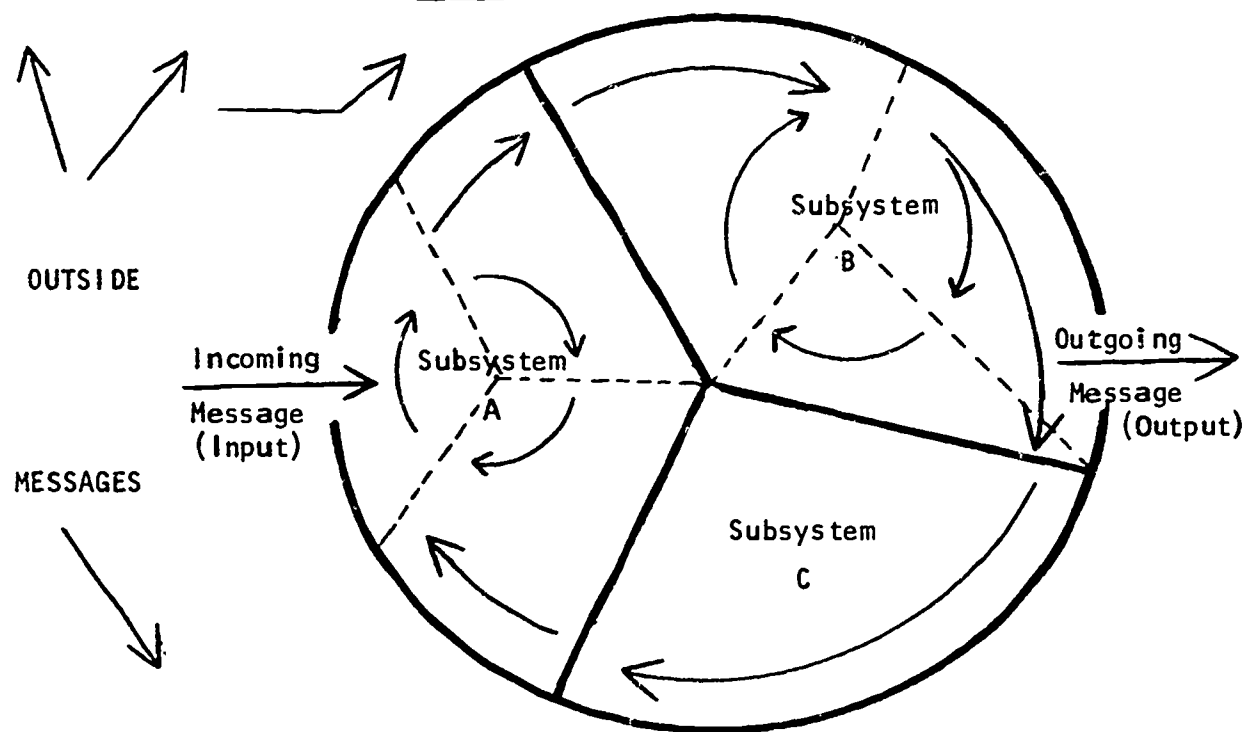 OUTSIDE
MESSAGES
Incoming
Message
(Input)
Subsystem
A
Subsystem
B
Subsystem
C
Outgoing
Message
(Output)